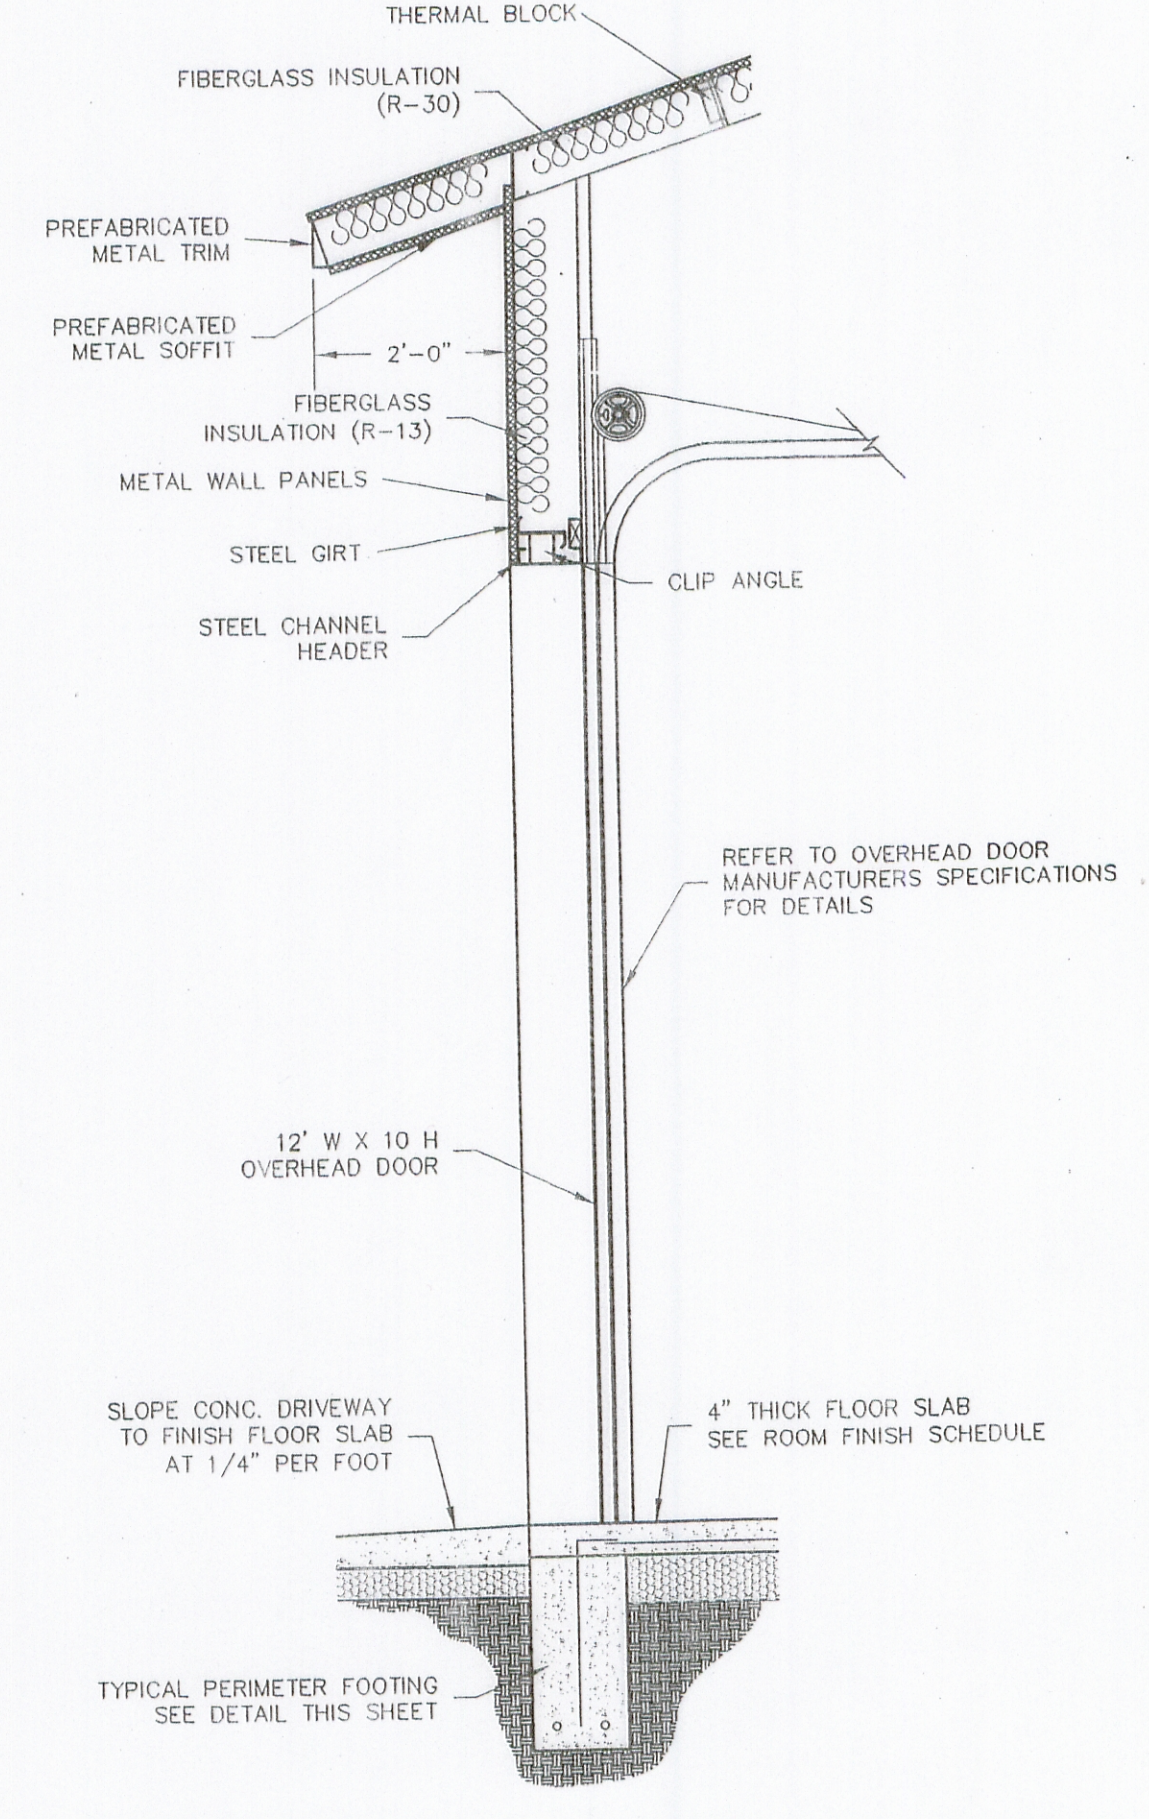 THERMAL BLOCK
FIBERGLASS INSULATION
(R-30)
PREFABRICATED
METAL TRIM
PREFABRICATED
METAL SOFFIT
2'-0"
FIBERGLASS
INSULATION (R-13)
METAL WALL PANELS
STEEL GIRT
CLIP ANGLE
STEEL CHANNEL
HEADER
REFER TO OVERHEAD DOOR
MANUFACTURERS SPECIFICATIONS
FOR DETAILS
12' W X 10 H
OVERHEAD DOOR
SLOPE CONC. DRIVEWAY
TO FINISH FLOOR SLAB
AT 1/4" PER FOOT
4" THICK FLOOR SLAB
SEE ROOM FINISH SCHEDULE
TYPICAL PERIMETER FOOTING
SEE DETAIL THIS SHEET